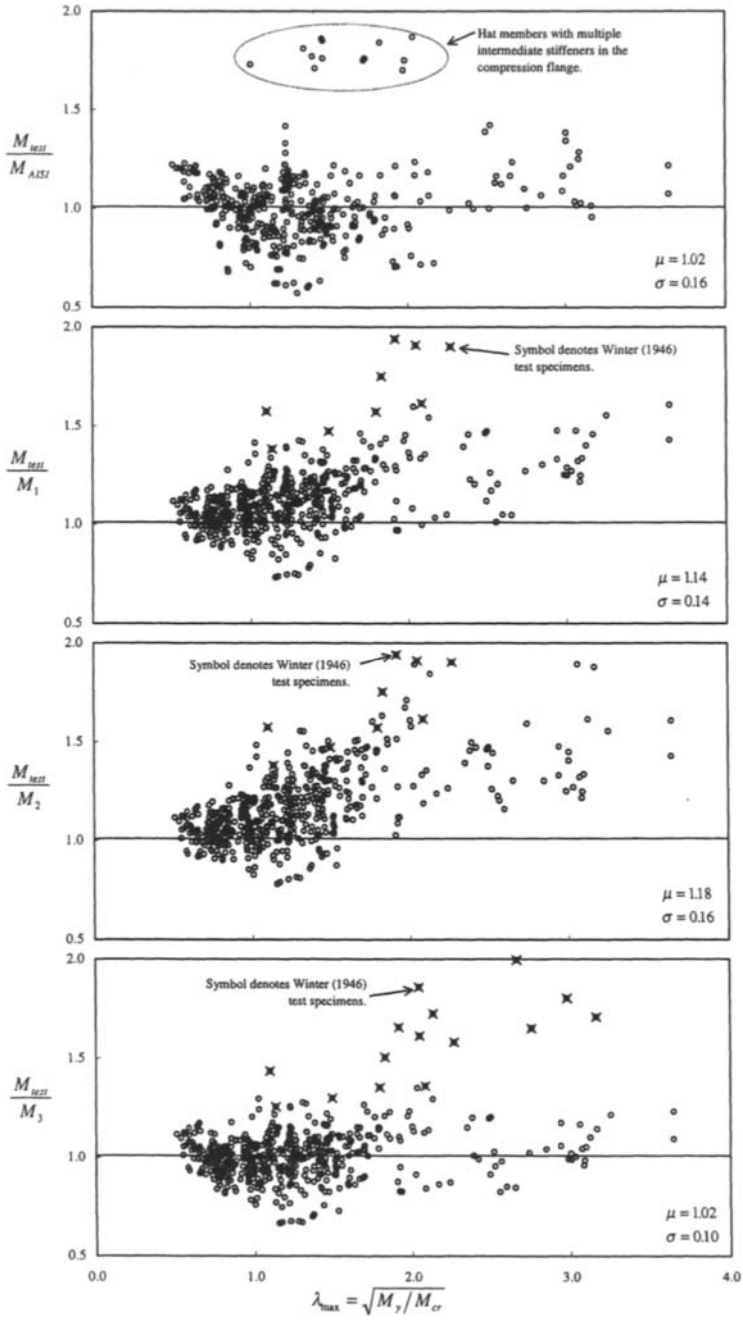 2.0
Hat members with multiple
intermediate stiffeners in the
compression flange.
1.5
M_test
M_AISI
1.0
μ = 1.02
σ = 0.16
0.5
2.0
Symbol denotes Winter (1946)
test specimens.
1.5
M_test
M_1
1.0
μ = 1.14
σ = 0.14
0.5
2.0
Symbol denotes Winter (1946)
test specimens.
1.5
M_test
M_2
1.0
μ = 1.18
σ = 0.16
0.5
2.0
Symbol denotes Winter (1946)
test specimens.
1.5
M_test
M_3
1.0
μ = 1.02
σ = 0.10
0.5
0.0 1.0 2.0 3.0 4.0
λ_max = √M_y/M_cr